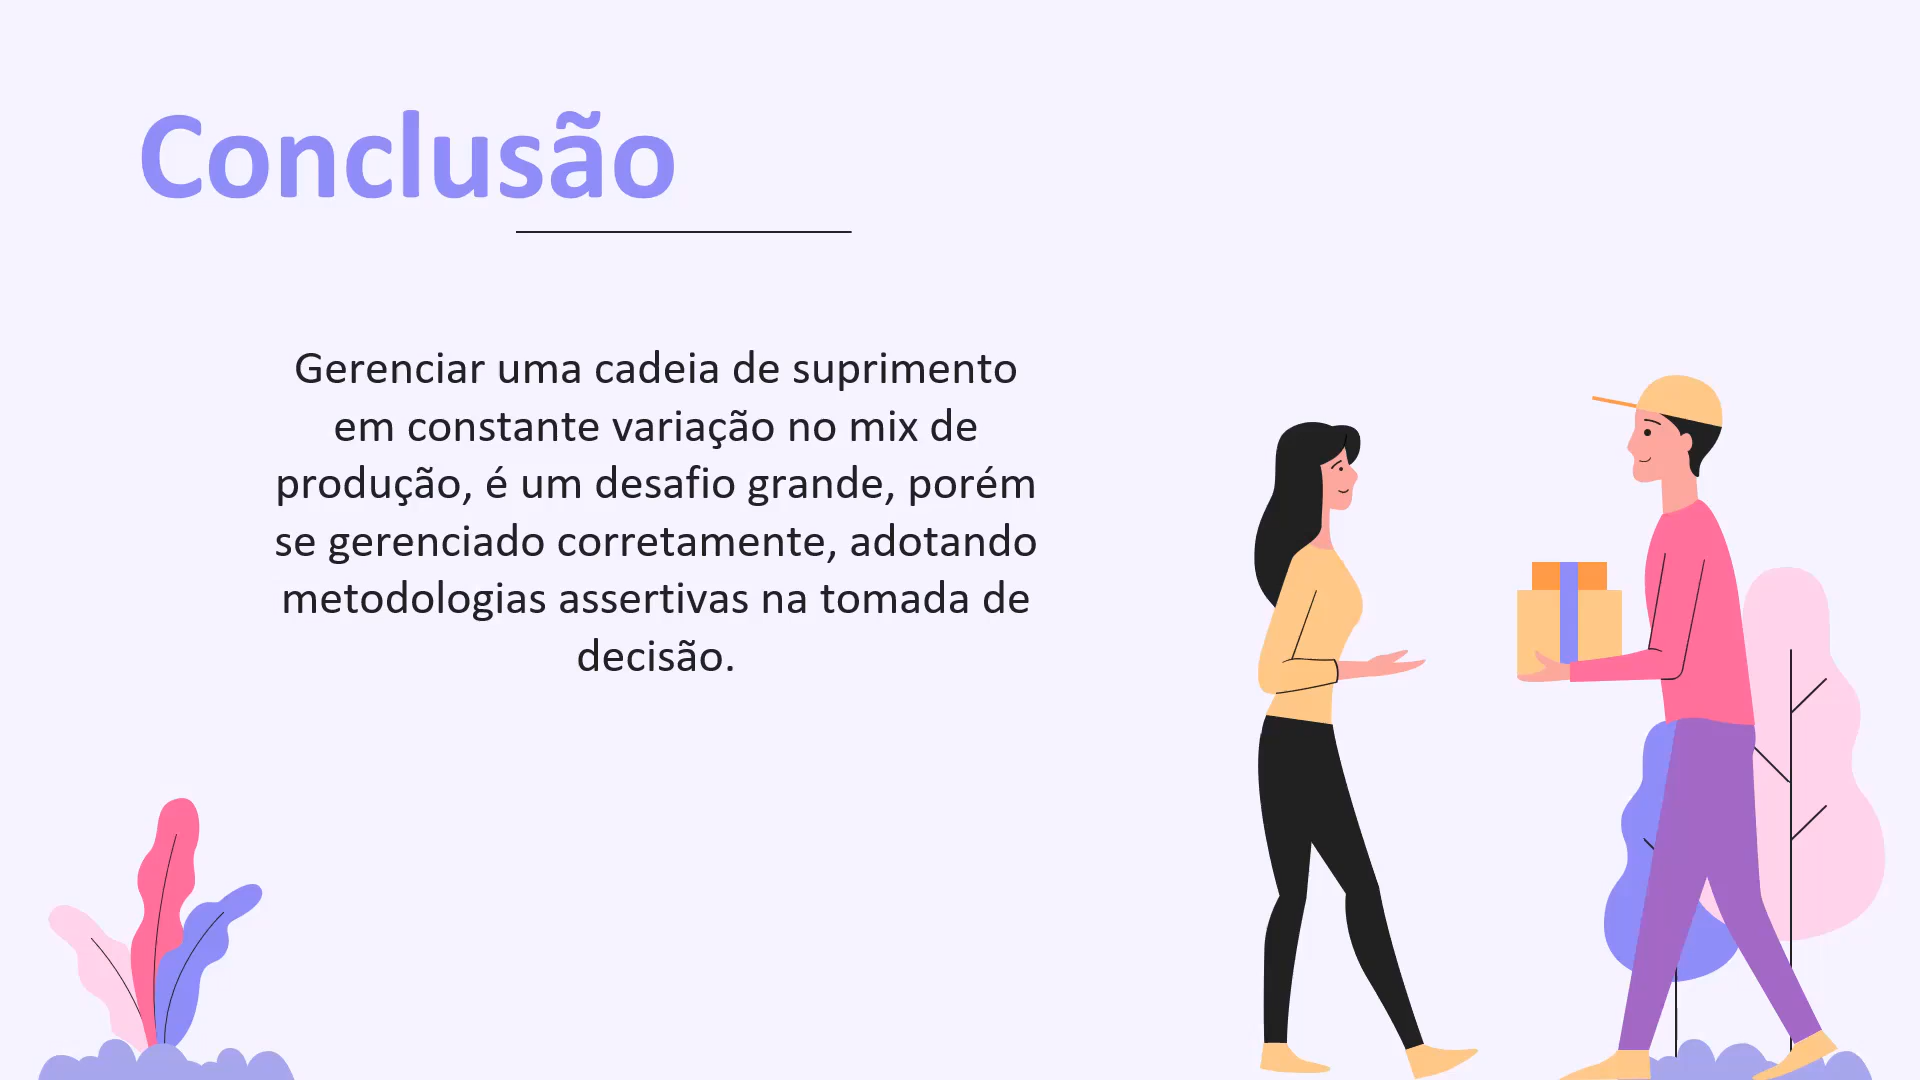 Conclusão
Gerenciar uma cadeia de suprimento
em constante variação no mix de
produção, é um desafio grande, porém
se gerenciado corretamente, adotando
metodologias assertivas na tomada de
decisão.